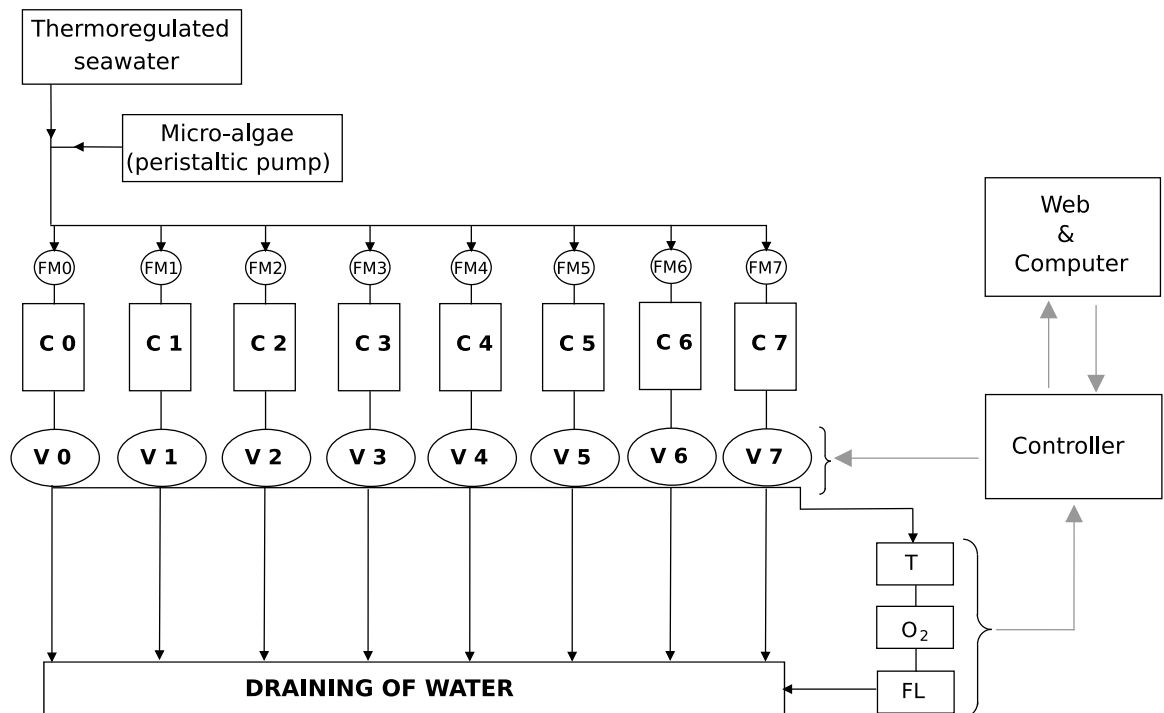 Thermoregulated
seawater
Micro-algae
(peristaltic pump)
Web
&
Computer
FM0 FM1 FM2 FM3 FM4 FM5 FM6 FM7
C 0 C 1 C 2 C 3 C 4 C 5 C 6 C 7
V 0 V 1 V 2 V 3 V 4 V 5 V 6 V 7
Controller
T
O₂
FL
DRAINING OF WATER